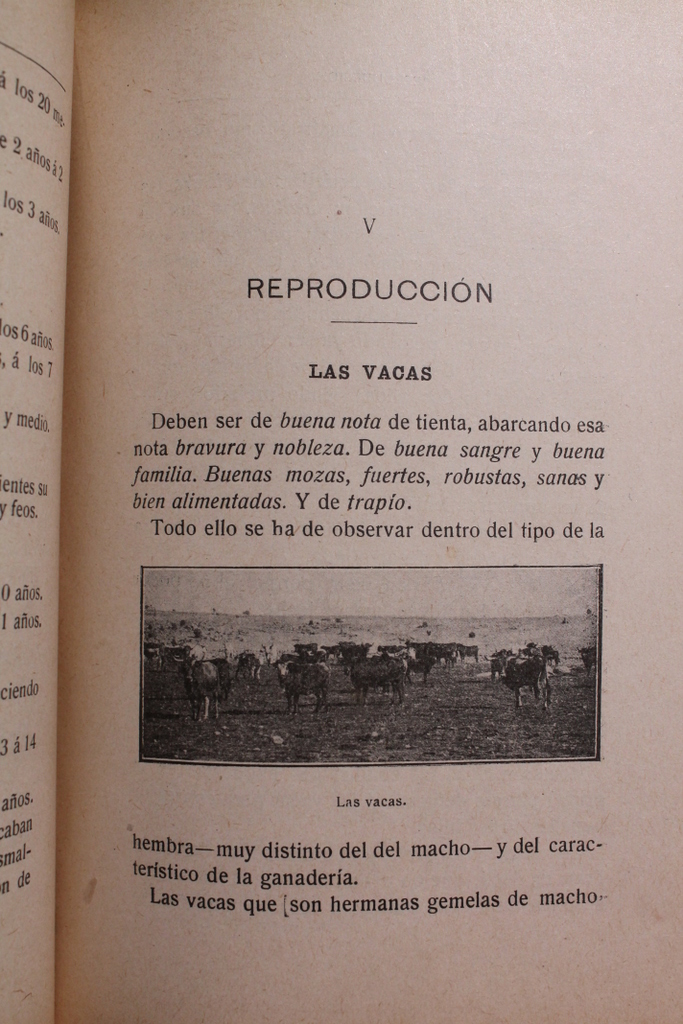 á los 20 me-
e 2 años á 2
los 3 años.
los 6 años.
, á los 7
y medio.
ientes su
y feos.
0 años.
1 años.
ciendo
3 á 14
años.
caban
smal-
n de
V
REPRODUCCIÓN
LAS VACAS
Deben ser de buena nota de tienta, abarcando esa
nota bravura y nobleza. De buena sangre y buena
familia. Buenas mozas, fuertes, robustas, sanas y
bien alimentadas. Y de trapío.
Todo ello se ha de observar dentro del tipo de la
Las vacas.
hembra—muy distinto del del macho—y del carac-
terístico de la ganadería.
Las vacas que [son hermanas gemelas de macho